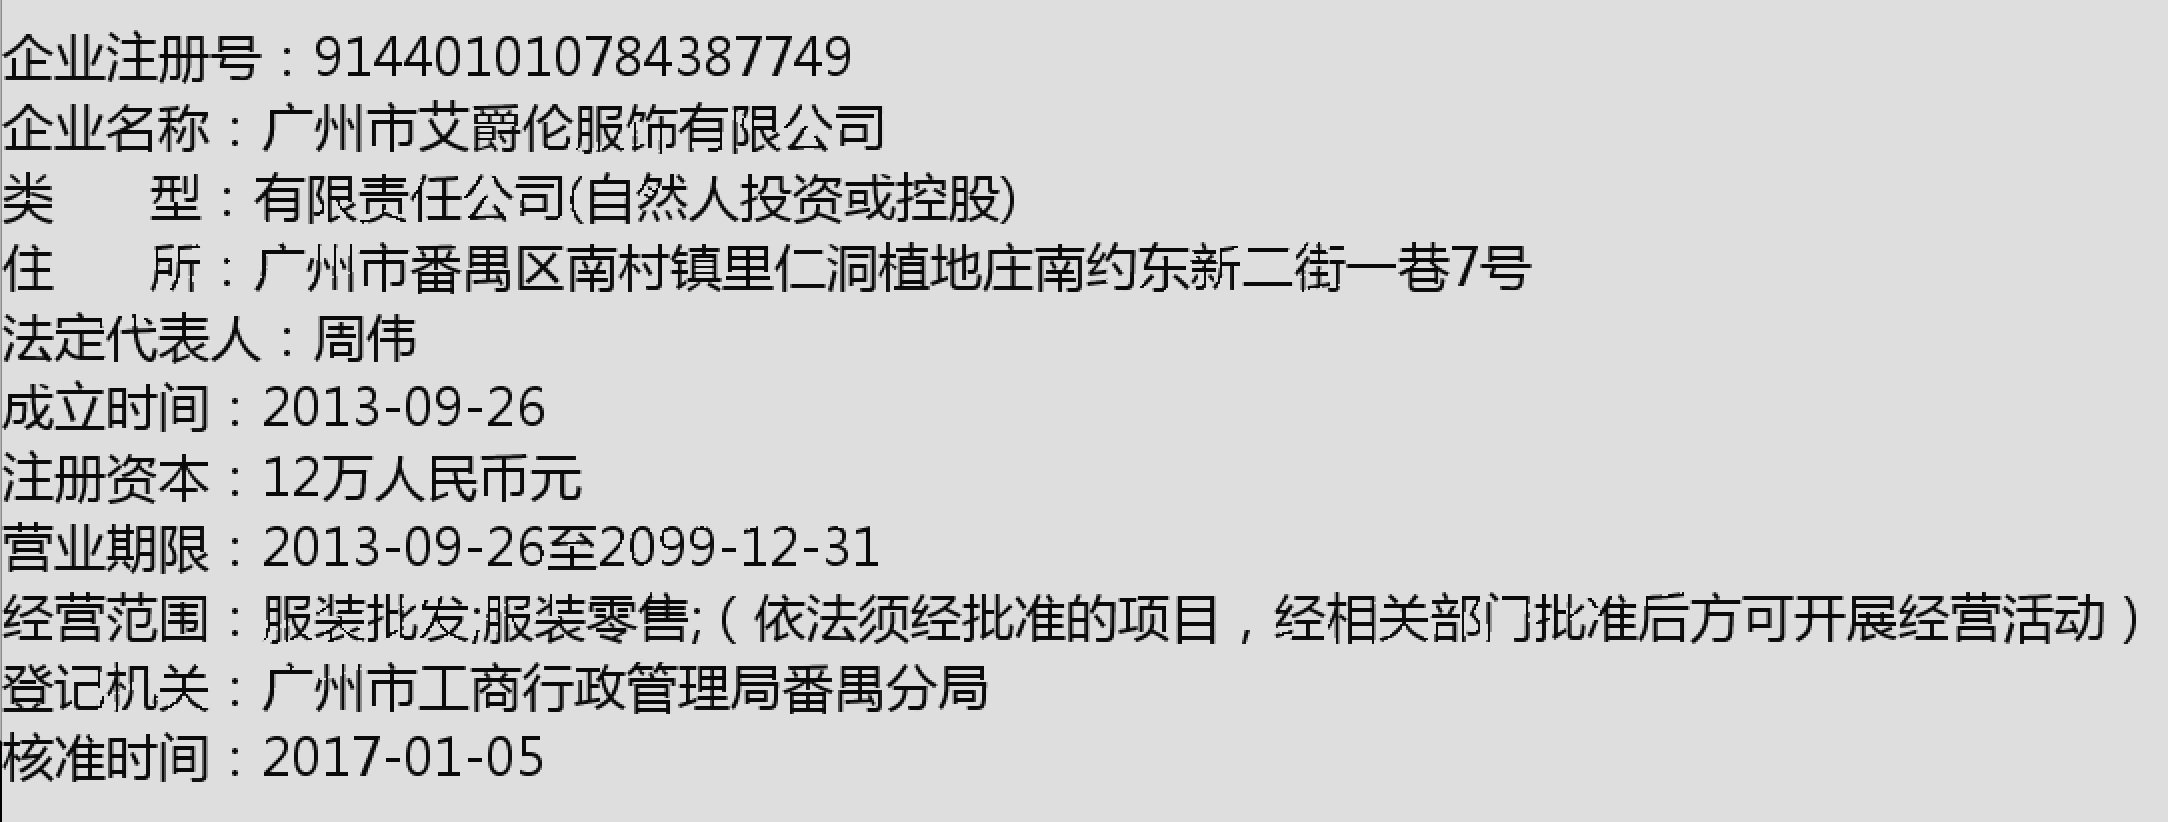 企业注册号：914401010784387749
企业名称：广州市艾爵伦服饰有限公司
类　　型：有限责任公司(自然人投资或控股)
住　　所：广州市番禺区南村镇里仁洞植地庄南约东新二街一巷7号
法定代表人：周伟
成立时间：2013-09-26
注册资本：12万人民币元
营业期限：2013-09-26至2099-12-31
经营范围：服装批发;服装零售;（依法须经批准的项目，经相关部门批准后方可开展经营活动）
登记机关：广州市工商行政管理局番禺分局
核准时间：2017-01-05